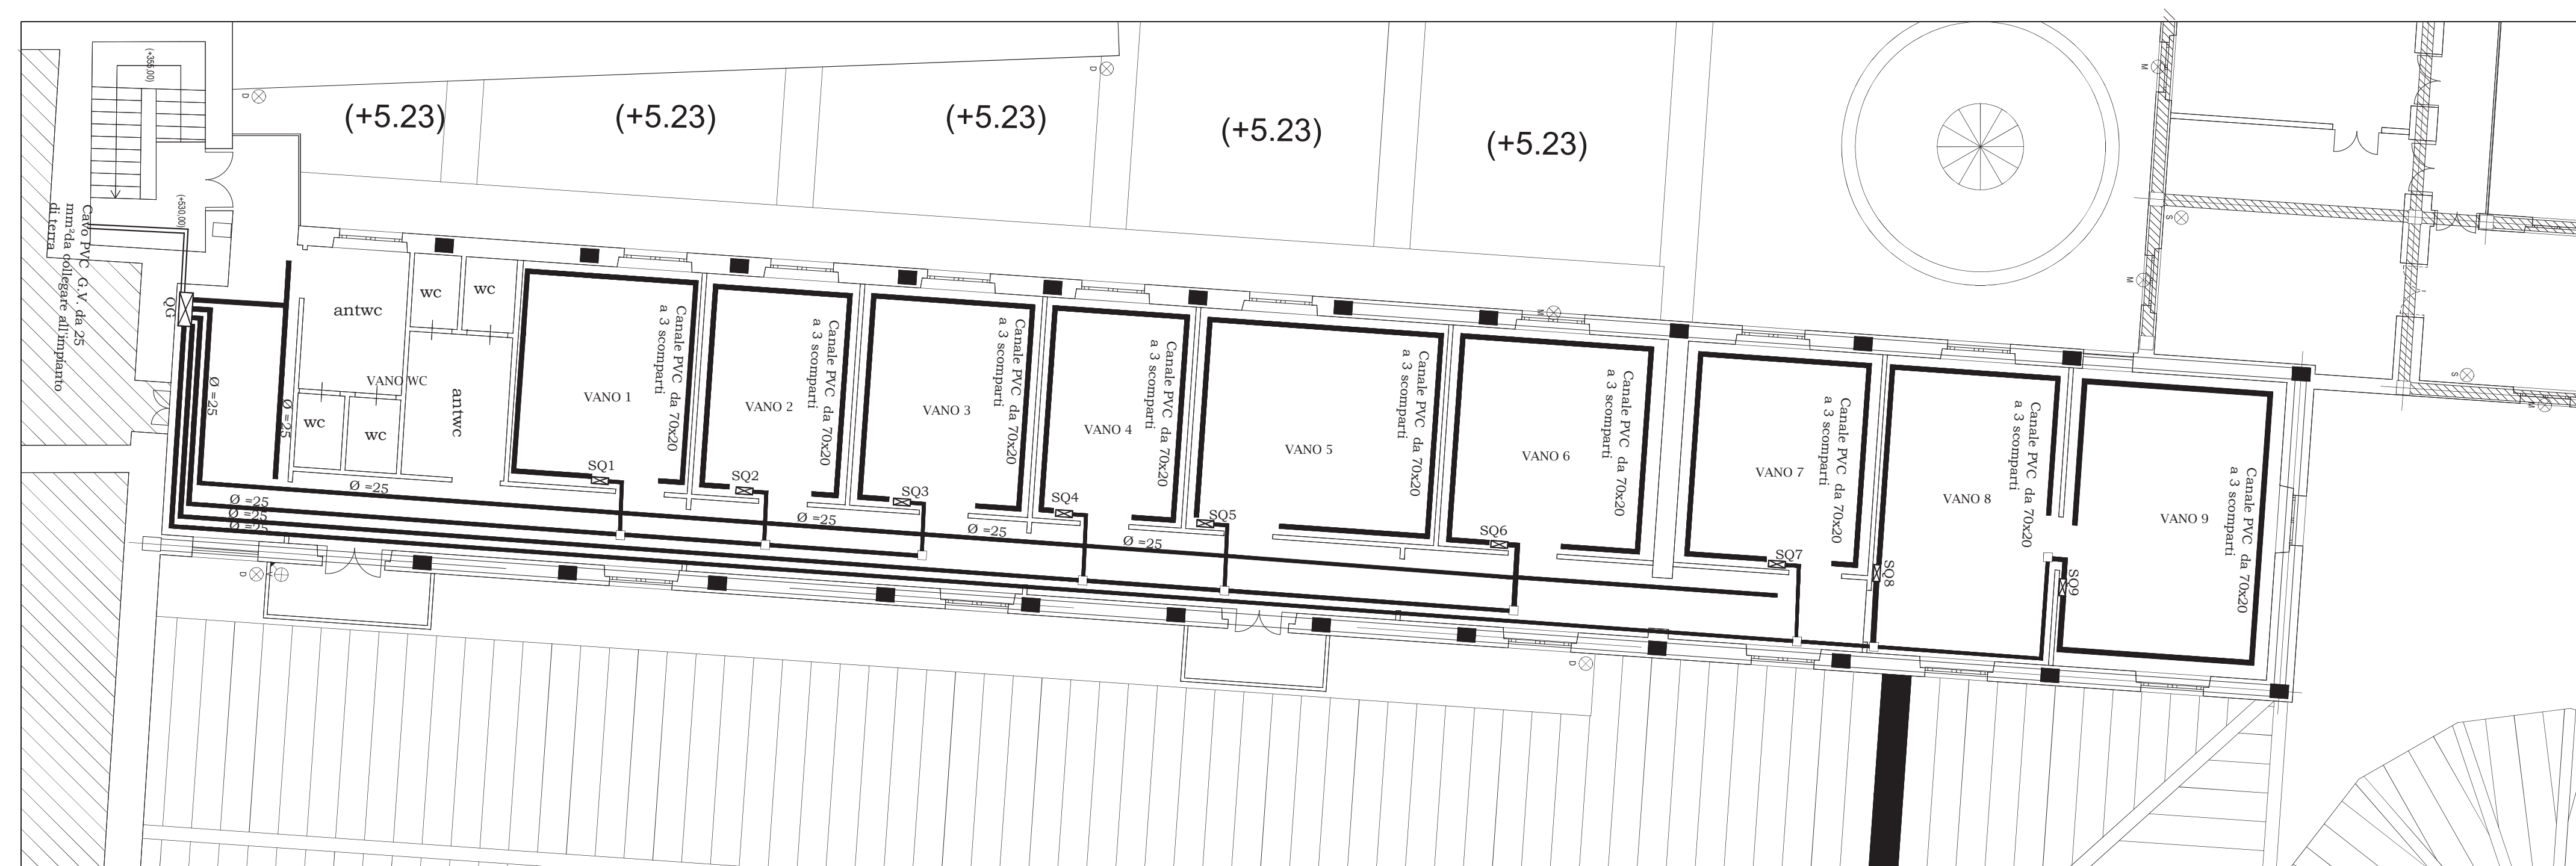 (+355.00)
(+5.23)
(+5.23)
(+5.23)
(+5.23)
(+5.23)
(+530.00)
Cavo PVC G.V. da 25
mm² da collegare all'impianto
di terra
QG
Ø =25
Ø =25
antwc
wc
wc
VANO WC
wc
wc
antwc
VANO 1
Canale PVC da 70x20
a 3 scomparti
SQ1
VANO 2
Canale PVC da 70x20
a 3 scomparti
SQ2
VANO 3
Canale PVC da 70x20
a 3 scomparti
SQ3
VANO 4
Canale PVC da 70x20
a 3 scomparti
SQ4
VANO 5
Canale PVC da 70x20
a 3 scomparti
SQ5
VANO 6
Canale PVC da 70x20
a 3 scomparti
SQ6
VANO 7
Canale PVC da 70x20
a 3 scomparti
SQ7
VANO 8
Canale PVC da 70x20
a 3 scomparti
SQ8
VANO 9
Canale PVC da 70x20
a 3 scomparti
SQ9
Ø =25
Ø =25
Ø =25
Ø =25
Ø =25
Ø =25
Ø =25
D
D
M
M
M
S
S
M
D
D